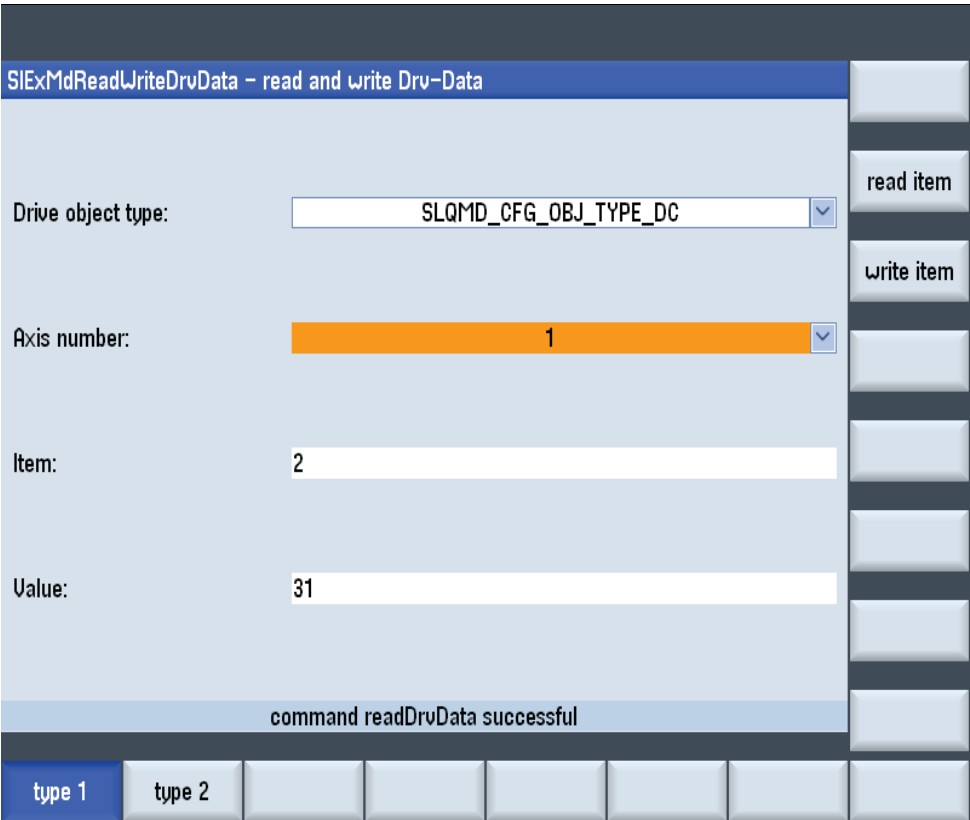 SlExMdReadWriteDrvData - read and write Drv-Data
read item
Drive object type: SLQMD_CFG_OBJ_TYPE_DC
write item
Axis number: 1
Item: 2
Value: 31
command readDrvData successful
type 1 type 2